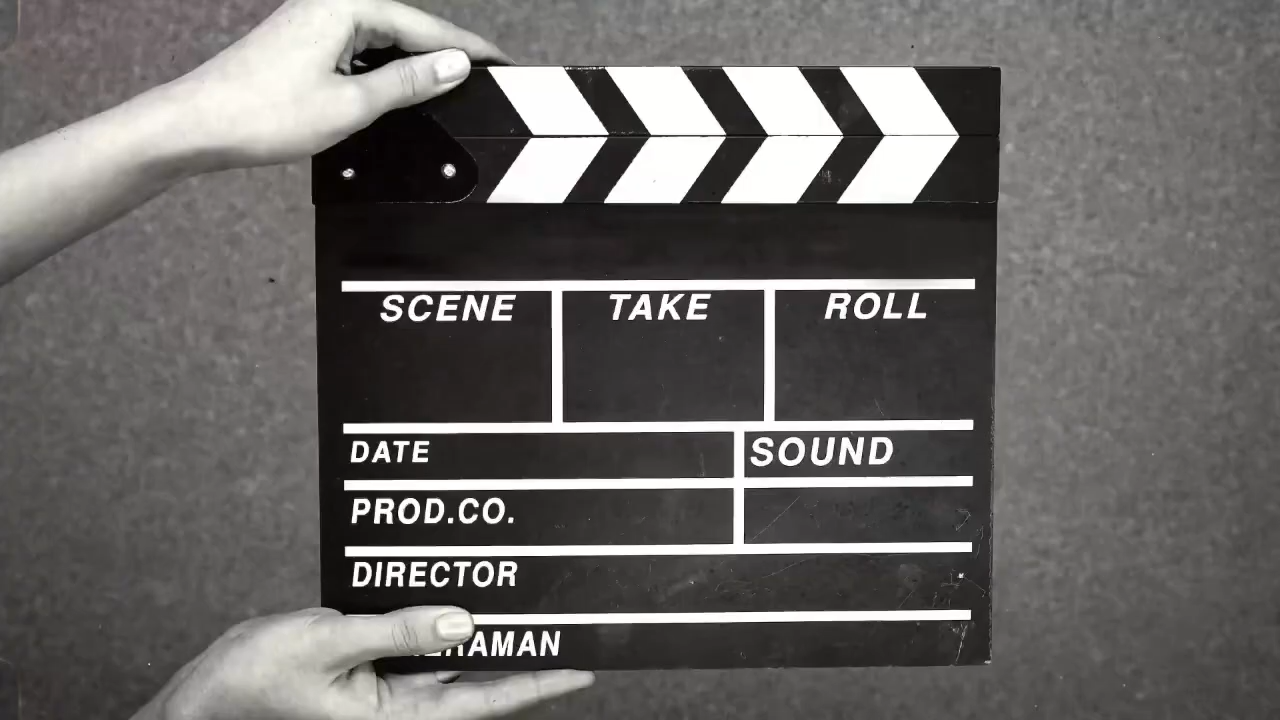 SCENE TAKE ROLL
DATE SOUND
PROD.CO.
DIRECTOR